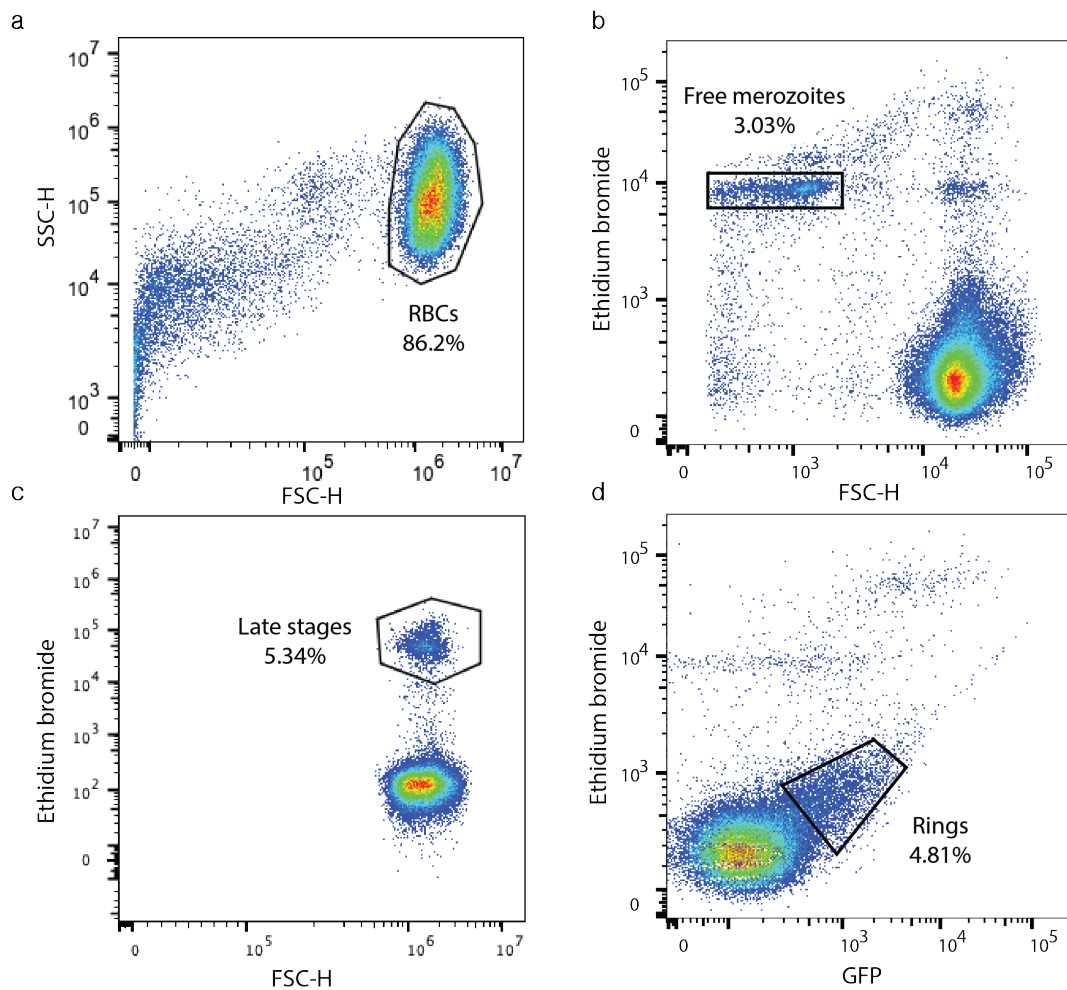 a
10^7
10^6
10^5
10^4
10^3
0
SSC-H
RBCs
86.2%
0
10^5
10^6
10^7
FSC-H
b
10^5
10^4
10^3
0
Ethidium bromide
Free merozoites
3.03%
0
10^3
10^4
10^5
FSC-H
c
10^7
10^6
10^5
10^4
10^3
10^2
0
Ethidium bromide
Late stages
5.34%
0
10^5
10^6
10^7
FSC-H
d
10^5
10^4
10^3
0
Ethidium bromide
Rings
4.81%
0
10^3
10^4
10^5
GFP